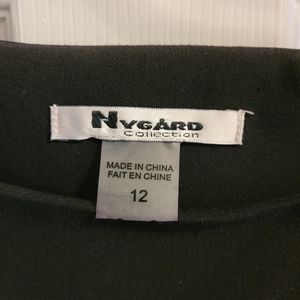 NYGÅRD
Collection
MADE IN CHINA
FAIT EN CHINE
12